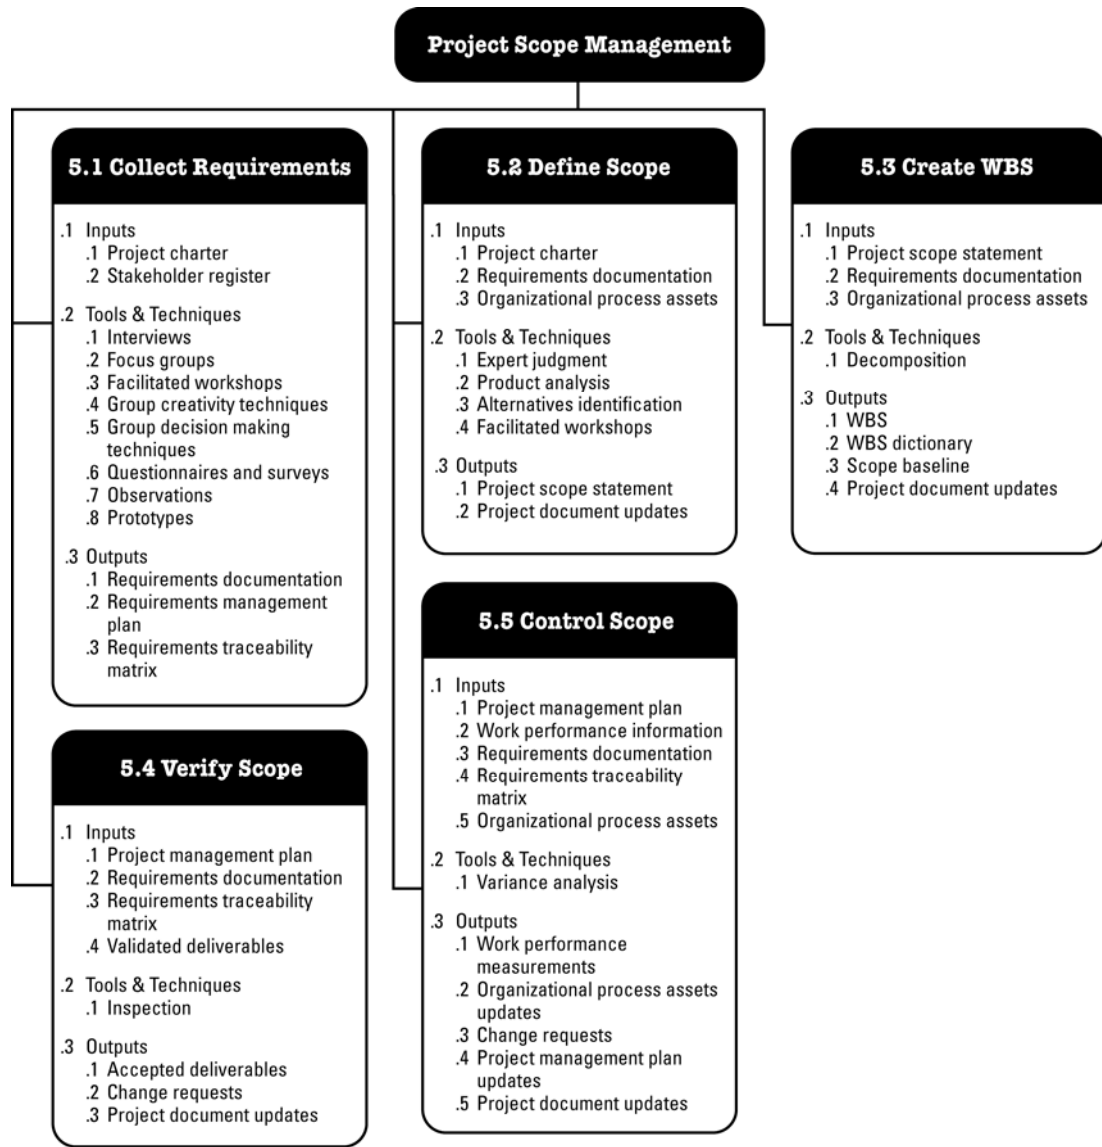 Project Scope Management
5.1 Collect Requirements
.1 Inputs
.1 Project charter
.2 Stakeholder register
.2 Tools & Techniques
.1 Interviews
.2 Focus groups
.3 Facilitated workshops
.4 Group creativity techniques
.5 Group decision making
techniques
.6 Questionnaires and surveys
.7 Observations
.8 Prototypes
.3 Outputs
.1 Requirements documentation
.2 Requirements management
plan
.3 Requirements traceability
matrix
5.2 Define Scope
.1 Inputs
.1 Project charter
.2 Requirements documentation
.3 Organizational process assets
.2 Tools & Techniques
.1 Expert judgment
.2 Product analysis
.3 Alternatives identification
.4 Facilitated workshops
.3 Outputs
.1 Project scope statement
.2 Project document updates
5.3 Create WBS
.1 Inputs
.1 Project scope statement
.2 Requirements documentation
.3 Organizational process assets
.2 Tools & Techniques
.1 Decomposition
.3 Outputs
.1 WBS
.2 WBS dictionary
.3 Scope baseline
.4 Project document updates
5.4 Verify Scope
.1 Inputs
.1 Project management plan
.2 Requirements documentation
.3 Requirements traceability
matrix
.4 Validated deliverables
.2 Tools & Techniques
.1 Inspection
.3 Outputs
.1 Accepted deliverables
.2 Change requests
.3 Project document updates
5.5 Control Scope
.1 Inputs
.1 Project management plan
.2 Work performance information
.3 Requirements documentation
.4 Requirements traceability
matrix
.5 Organizational process assets
.2 Tools & Techniques
.1 Variance analysis
.3 Outputs
.1 Work performance
measurements
.2 Organizational process assets
updates
.3 Change requests
.4 Project management plan
updates
.5 Project document updates